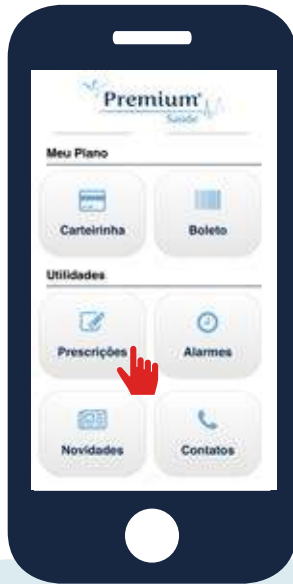 Premium
Saúde
Meu Plano
Carteirinha
Boleto
Utilidades
Prescrições
Alarmes
Novidades
Contatos